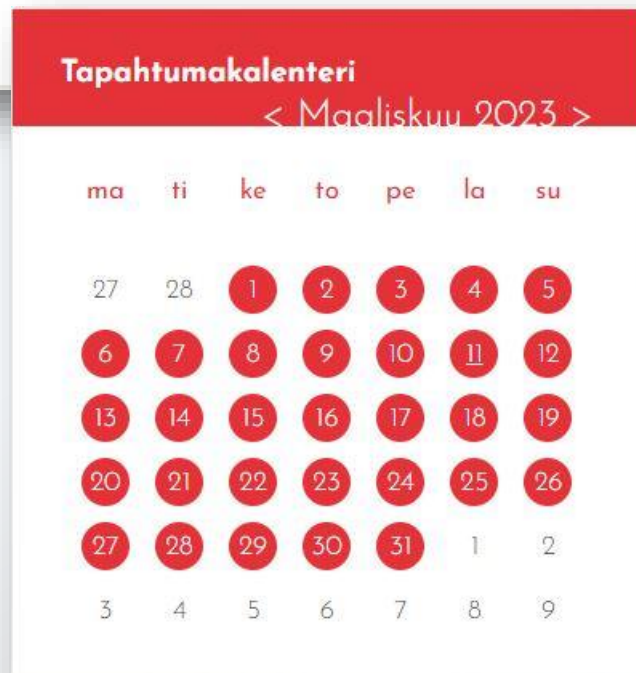 Tapahtumakalenteri
< Maaliskuu 2023 >
ma ti ke to pe la su
27 28 1 2 3 4 5
6 7 8 9 10 11 12
13 14 15 16 17 18 19
20 21 22 23 24 25 26
27 28 29 30 31 1 2
3 4 5 6 7 8 9